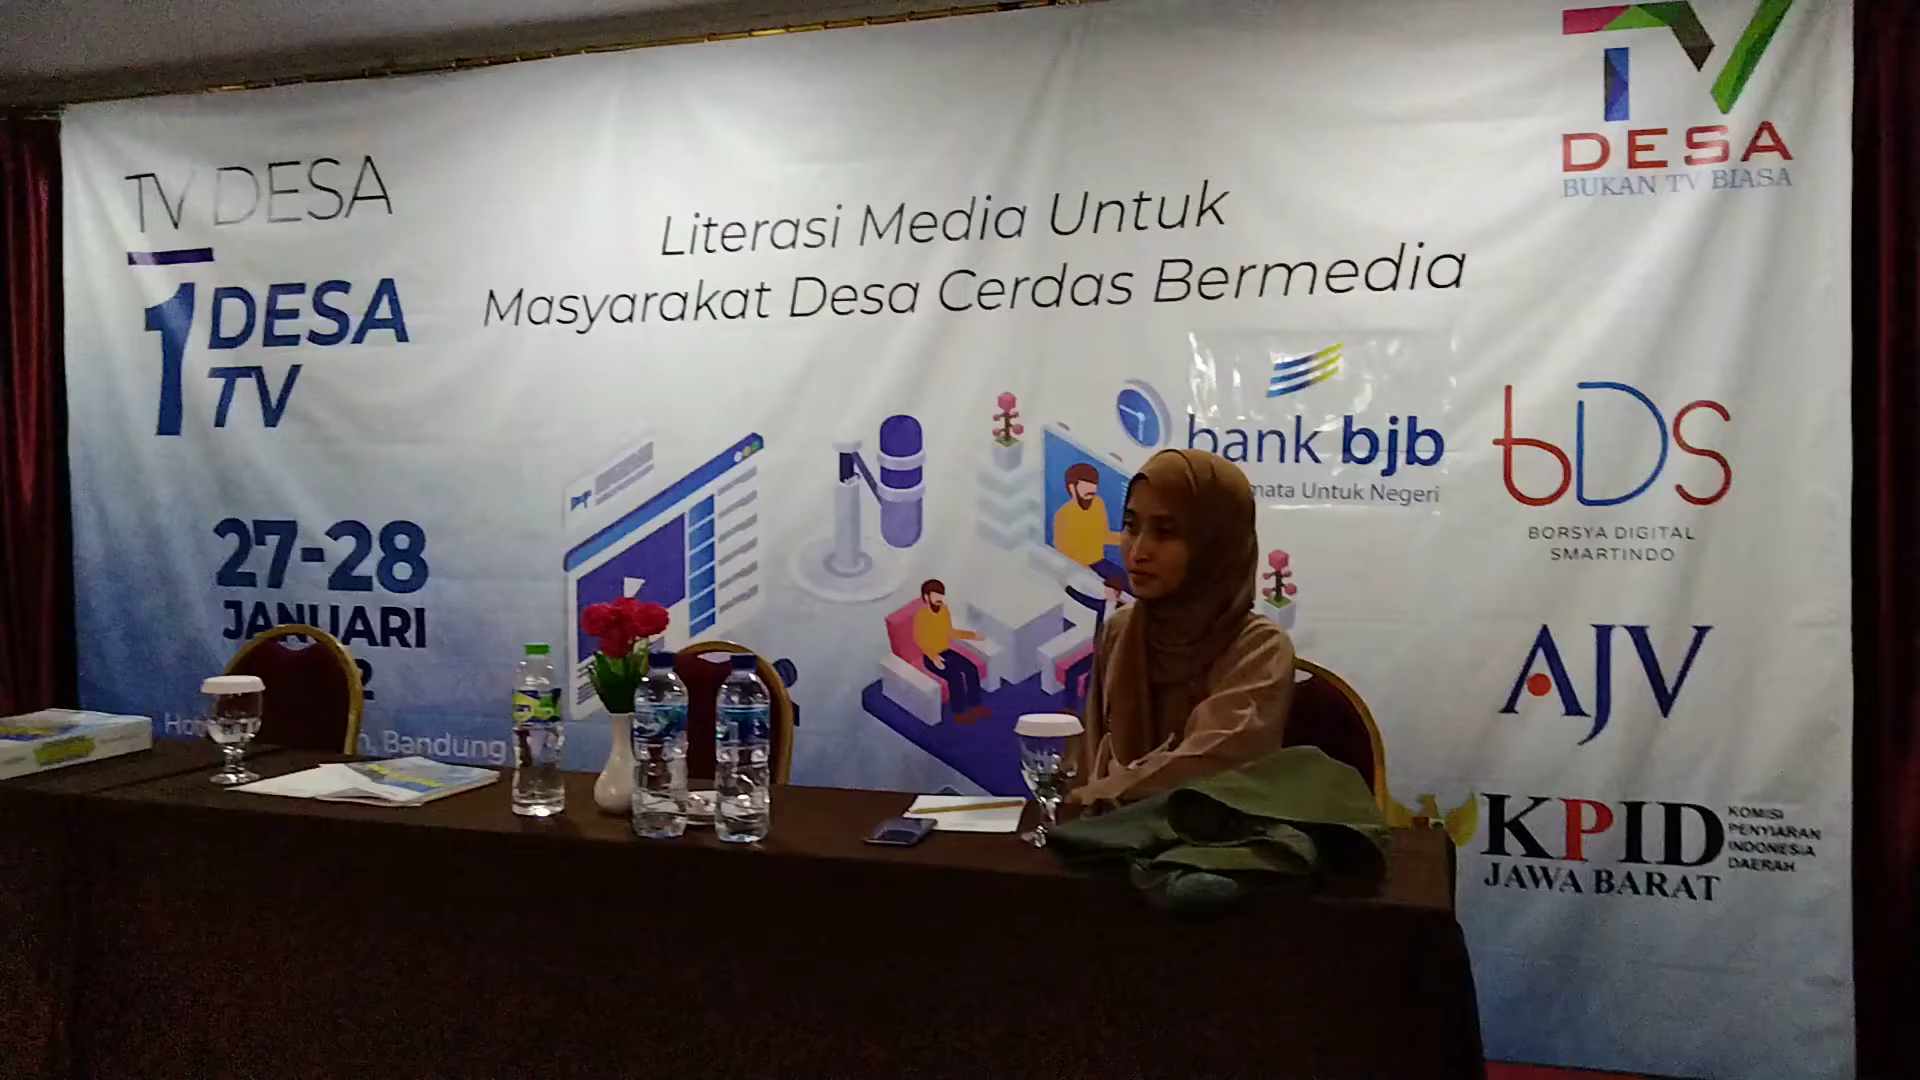 TV DESA
1 DESA
TV
27-28
JANUARI
Bandung
Literasi Media Untuk
Masyarakat Desa Cerdas Bermedia
TV
DESA
BUKAN TV BIASA
bank bjb
Untuk Negeri
bDS
BORSYA DIGITAL
SMARTINDO
AJV
KPID
JAWA BARAT
KOMISI
PENYIARAN
INDONESIA
DAERAH